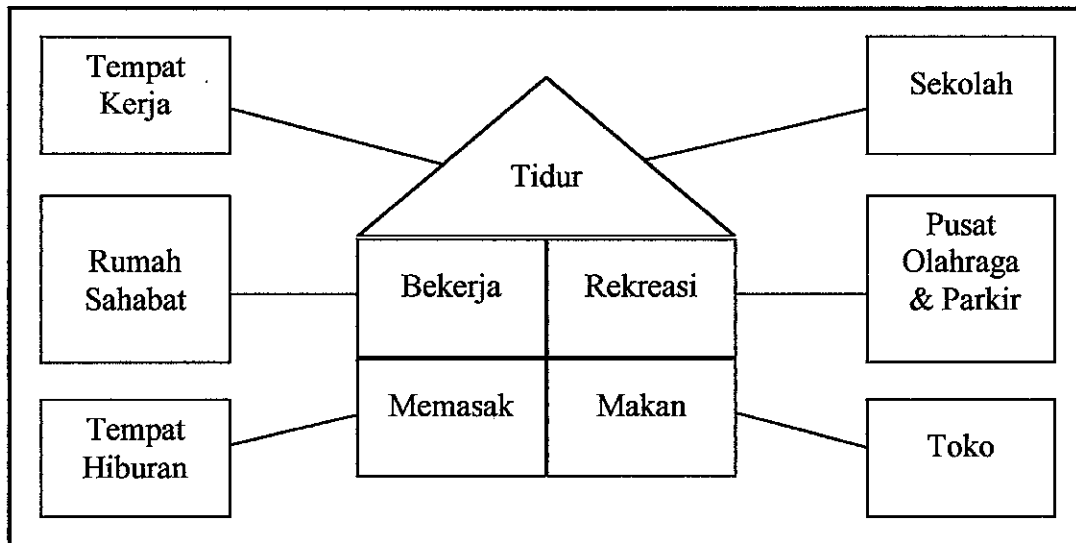 Tempat
Kerja
Sekolah
Tidur
Rumah
Sahabat
Bekerja
Rekreasi
Pusat
Olahraga
& Parkir
Memasak
Makan
Tempat
Hiburan
Toko